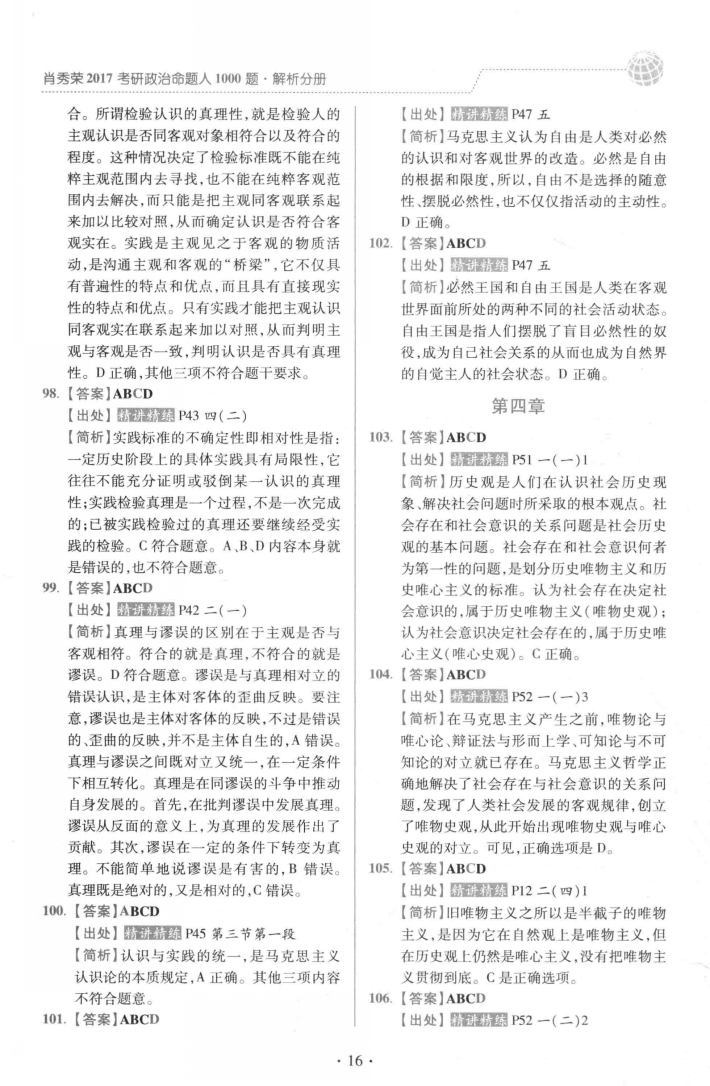 肖秀荣2017考研政治命题人1000题·解析分册
合。所谓检验认识的真理性,就是检验人的
主观认识是否同客观对象相符合以及符合的
程度。这种情况决定了检验标准既不能在纯
粹主观范围内去寻找,也不能在纯粹客观范
围内去解决,而只能是把主观同客观联系起
来加以比较对照,从而确定认识是否符合客
观实在。实践是主观见之于客观的物质活
动,是沟通主观和客观的“桥梁”,它不仅具
有普遍性的特点和优点,而且具有直接现实
性的特点和优点。只有实践才能把主观认识
同客观实在联系起来加以对照,从而判明主
观与客观是否一致,判明认识是否具有真理
性。D正确,其他三项不符合题干要求。
98.【答案】ABCD
【出处】精讲精练P43四(二)
【简析】实践标准的不确定性即相对性是指:
一定历史阶段上的具体实践具有局限性,它
往往不能充分证明或驳倒某一认识的真理
性;实践检验真理是一个过程,不是一次完成
的;已被实践检验过的真理还要继续经受实
践的检验。C符合题意。A、B、D内容本身就
是错误的,也不符合题意。
99.【答案】ABCD
【出处】精讲精练P42二(一)
【简析】真理与谬误的区别在于主观是否与
客观相符。符合的就是真理,不符合的就是
谬误。D符合题意。谬误是与真理相对立的
错误认识,是主体对客体的歪曲反映。要注
意,谬误也是主体对客体的反映,不过是错误
的、歪曲的反映,并不是主体自生的,A错误。
真理与谬误之间既对立又统一,在一定条件
下相互转化。真理是在同谬误的斗争中推动
自身发展的。首先,在批判谬误中发展真理。
谬误从反面的意义上,为真理的发展作出了
贡献。其次,谬误在一定的条件下转变为真
理。不能简单地说谬误是有害的,B错误。
真理既是绝对的,又是相对的,C错误。
100.【答案】ABCD
【出处】精讲精练P45第三节第一段
【简析】认识与实践的统一,是马克思主义
认识论的本质规定,A正确。其他三项内容
不符合题意。
101.【答案】ABCD
【出处】精讲精练P47五
【简析】马克思主义认为自由是人类对必然
的认识和对客观世界的改造。必然是自由
的根据和限度,所以,自由不是选择的随意
性、摆脱必然性,也不仅仅指活动的主动性。
D正确。
102.【答案】ABCD
【出处】精讲精练P47五
【简析】必然王国和自由王国是人类在客观
世界面前所处的两种不同的社会活动状态。
自由王国是指人们摆脱了盲目必然性的奴
役,成为自己社会关系的从而也成为自然界
的自觉主人的社会状态。D正确。
第四章
103.【答案】ABCD
【出处】精讲精练P51一(一)1
【简析】历史观是人们在认识社会历史现
象、解决社会问题时所采取的根本观点。社
会存在和社会意识的关系问题是社会历史
观的基本问题。社会存在和社会意识何者
为第一性的问题,是划分历史唯物主义和历
史唯心主义的标准。认为社会存在决定社
会意识的,属于历史唯物主义(唯物史观);
认为社会意识决定社会存在的,属于历史唯
心主义(唯心史观)。C正确。
104.【答案】ABCD
【出处】精讲精练P52一(一)3
【简析】在马克思主义产生之前,唯物论与
唯心论、辩证法与形而上学、可知论与不可
知论的对立就已存在。马克思主义哲学正
确地解决了社会存在与社会意识的关系问
题,发现了人类社会发展的客观规律,创立
了唯物史观,从此开始出现唯物史观与唯心
史观的对立。可见,正确选项是D。
105.【答案】ABCD
【出处】精讲精练P12二(四)1
【简析】旧唯物主义之所以是半截子的唯物
主义,是因为它在自然观上是唯物主义,但
在历史观上仍然是唯心主义,没有把唯物主
义贯彻到底。C是正确选项。
106.【答案】ABCD
【出处】精讲精练P52一(二)2
·16·